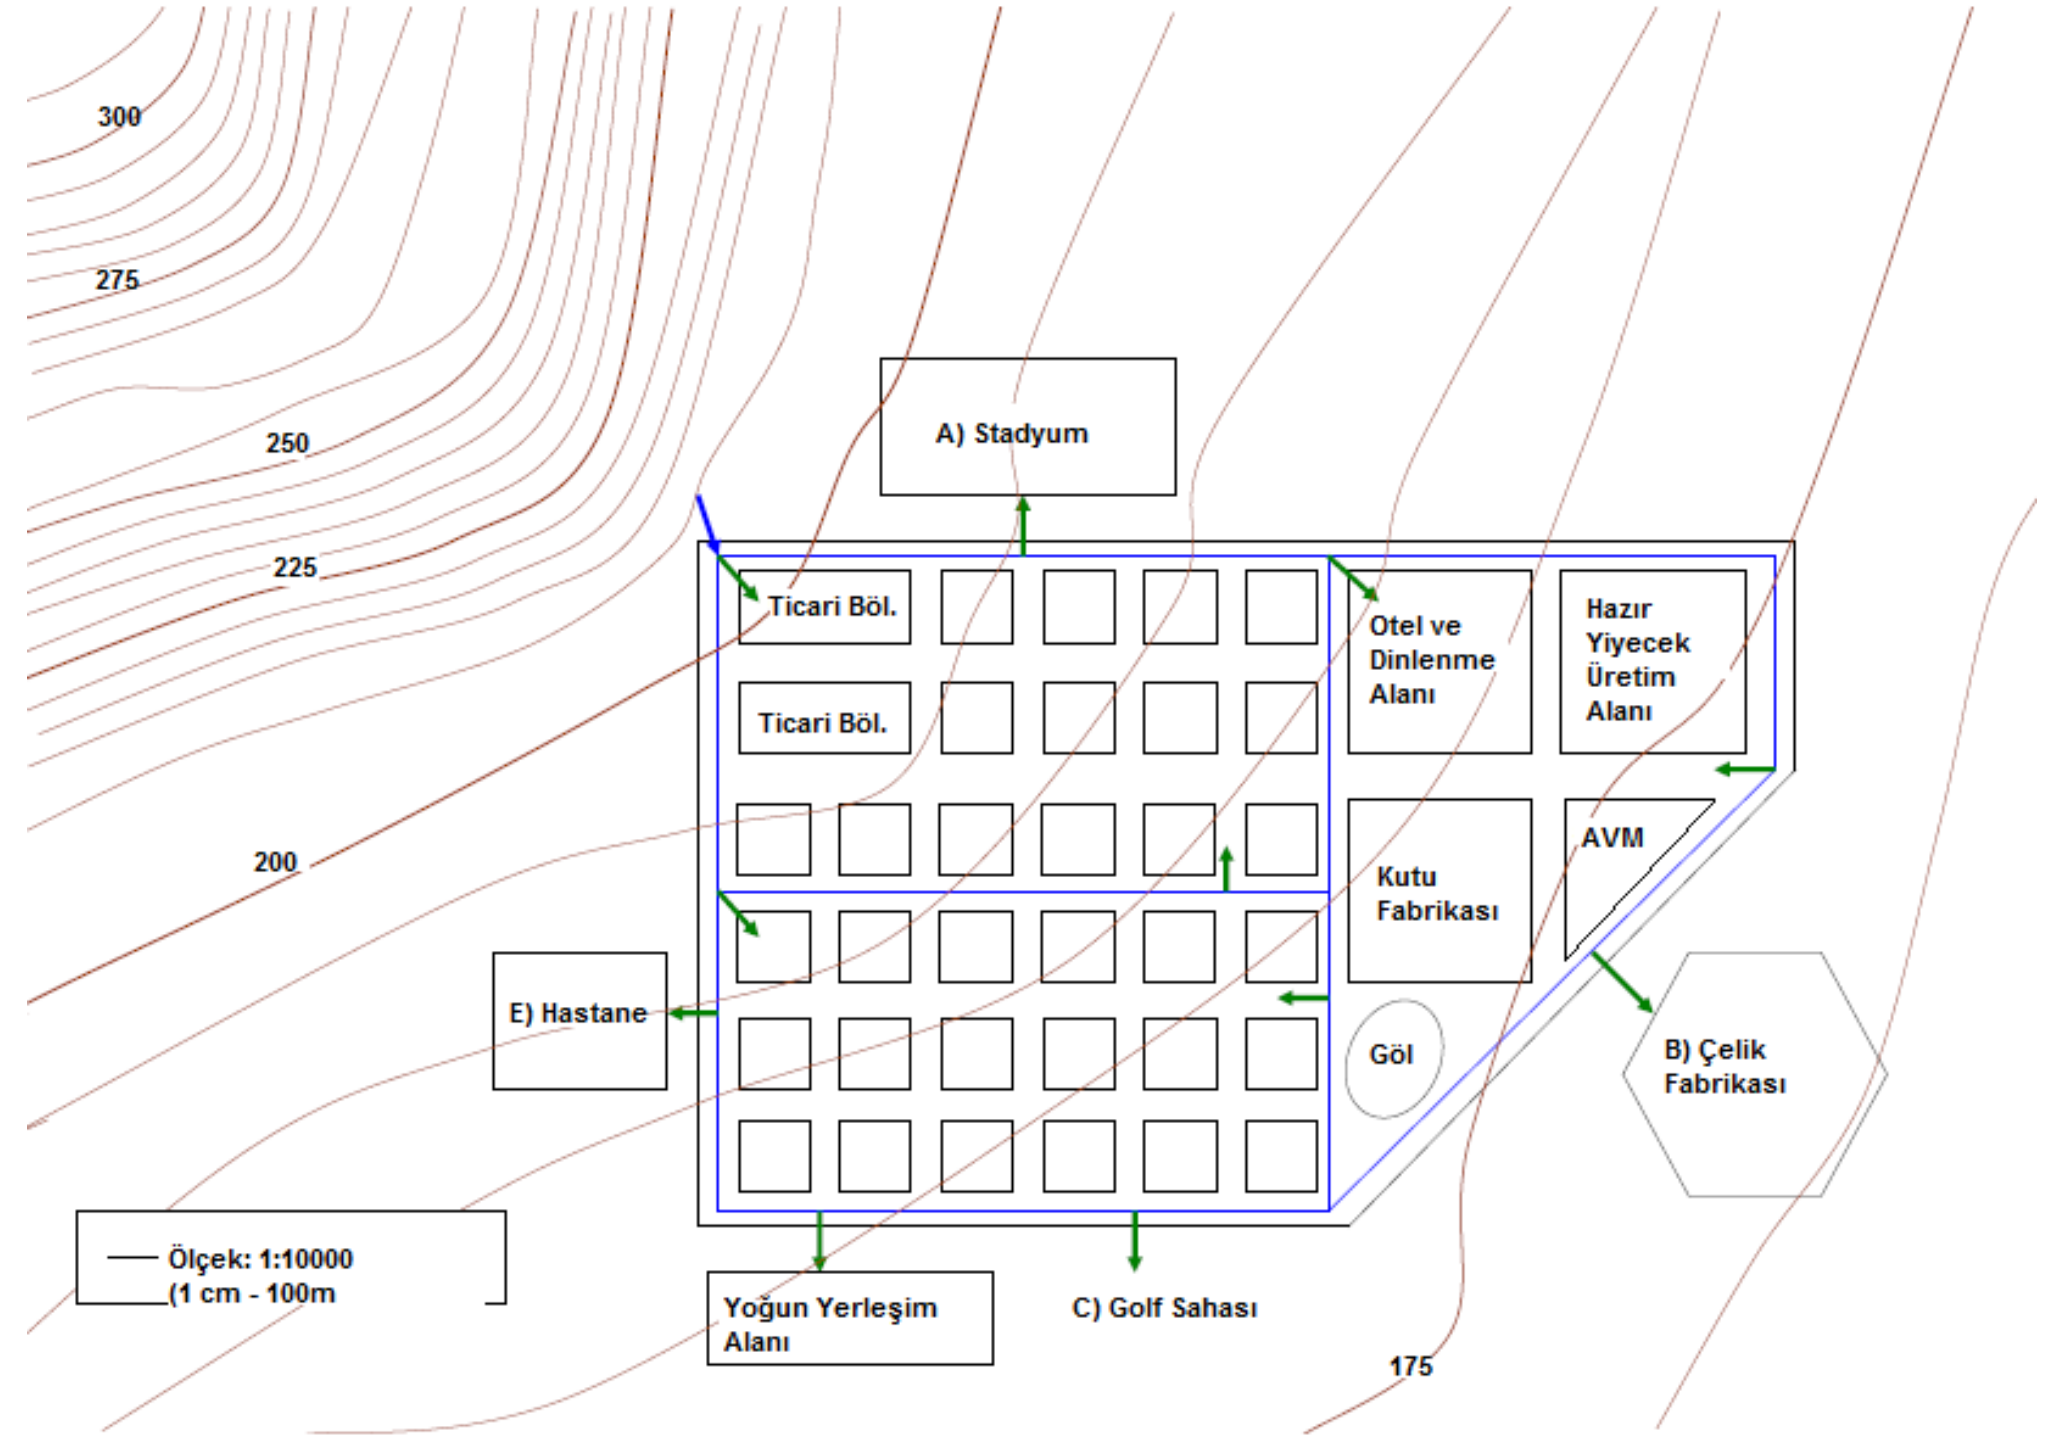 300
275
250
225
200
A) Stadyum
Ticari Böl.
Ticari Böl.
Otel ve
Dinlenme
Alanı
Hazır
Yiyecek
Üretim
Alanı
AVM
Kutu
Fabrikası
Göl
E) Hastane
B) Çelik
Fabrikası
Ölçek: 1:10000
(1 cm - 100m
Yoğun Yerleşim
Alanı
C) Golf Sahası
175